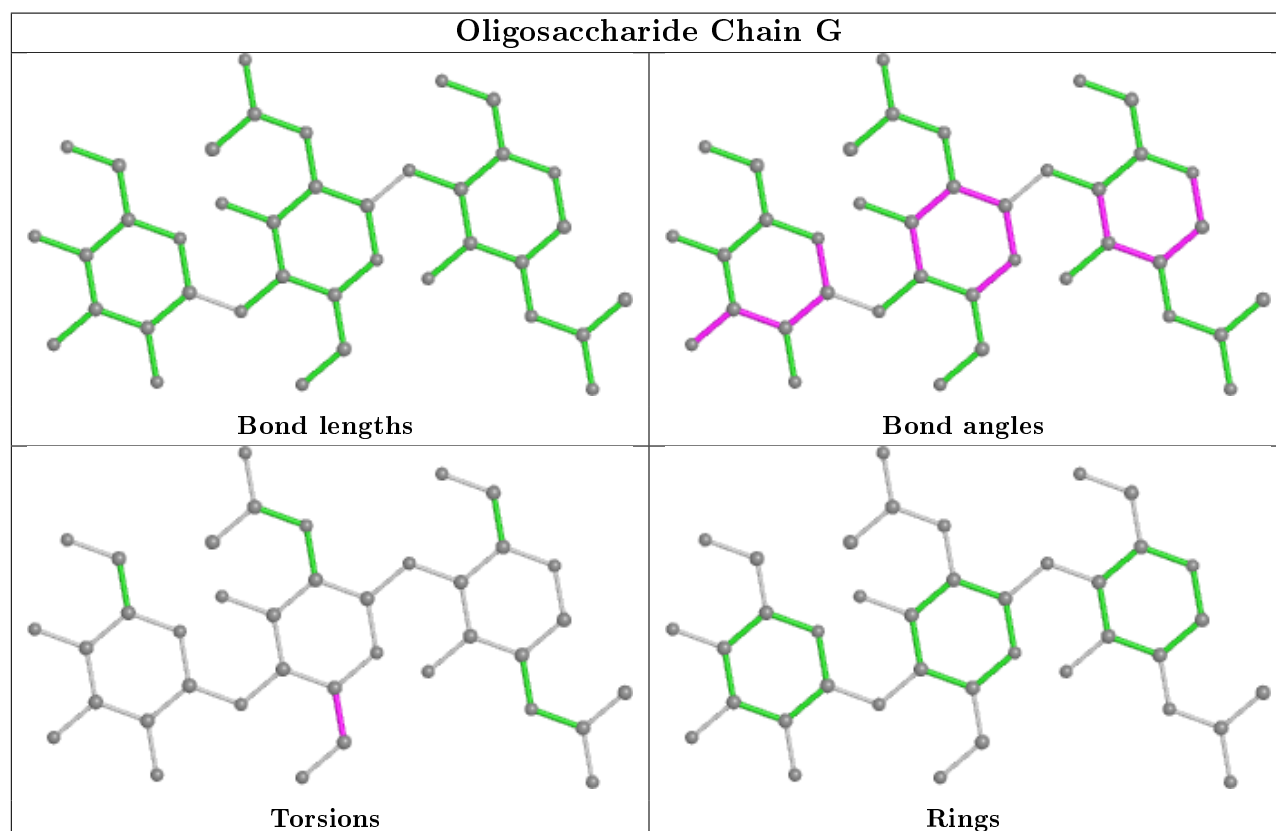 Oligosaccharide Chain G
Bond lengths
Bond angles
Torsions
Rings